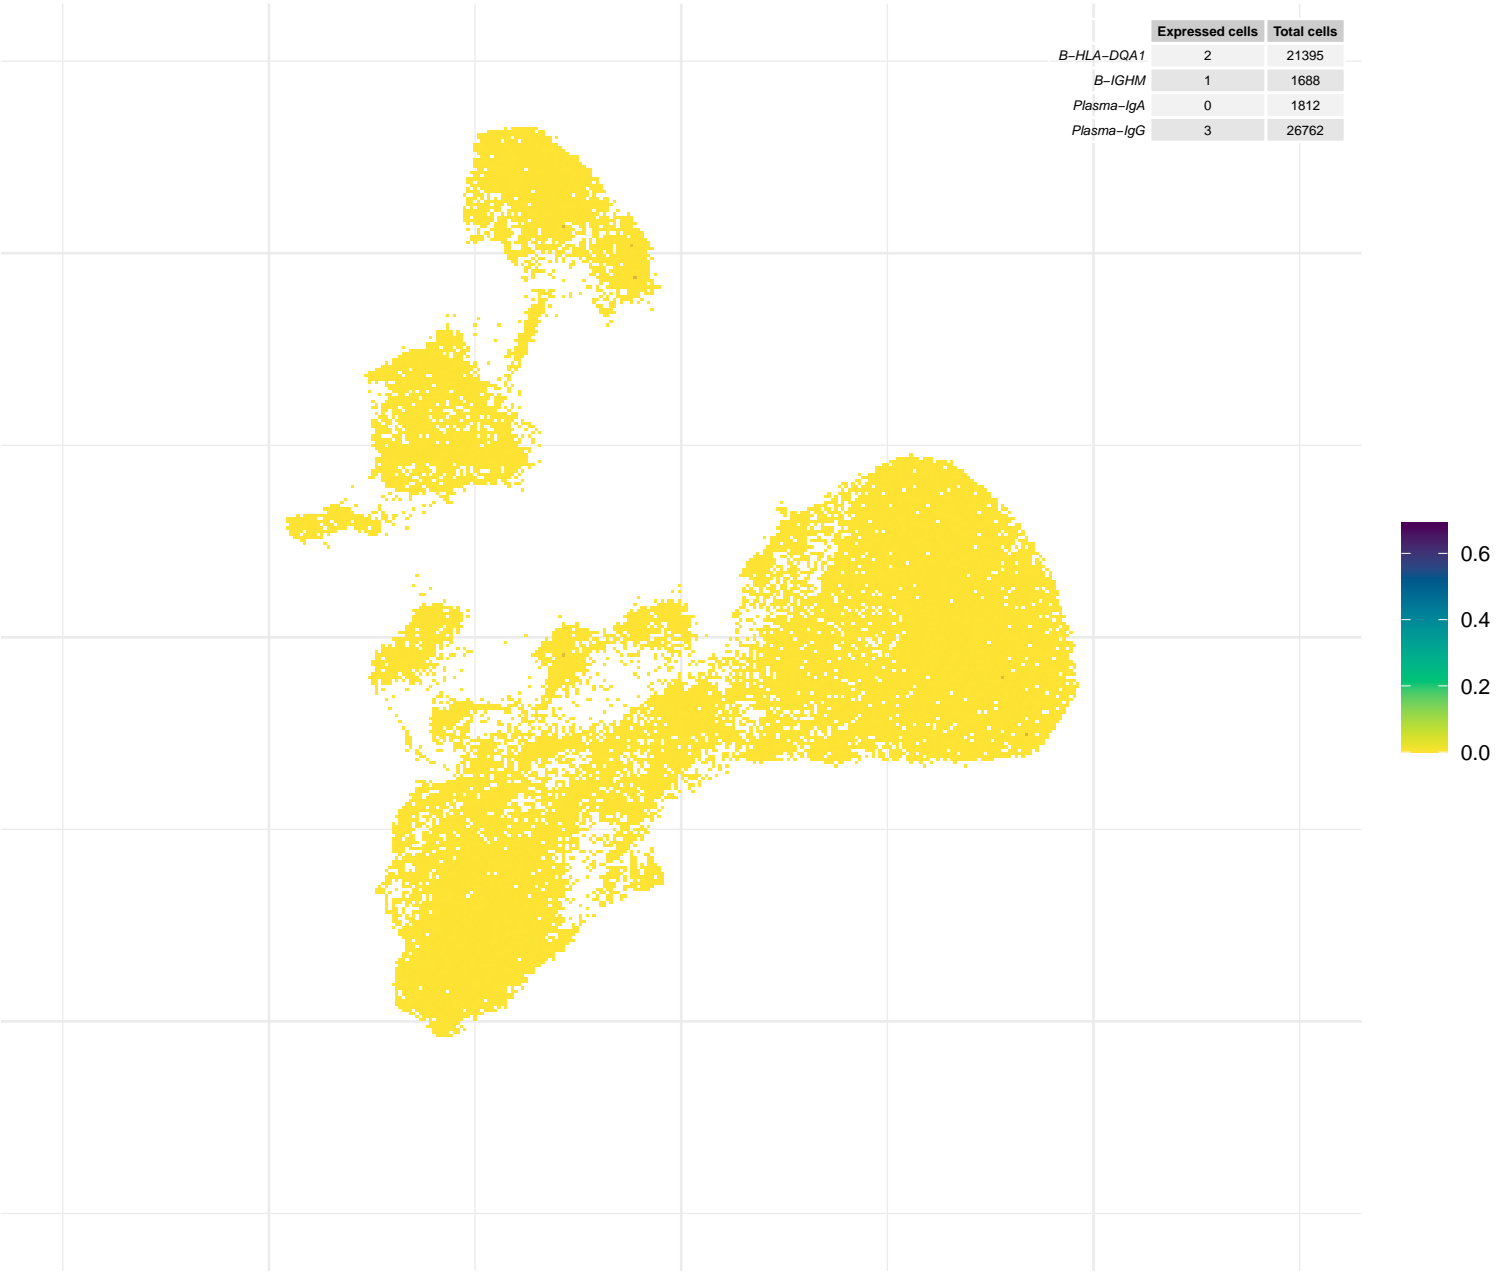 Expressed cells Total cells
B−HLA−DQA1 2 21395
B−IGHM 1 1688
Plasma−IgA 0 1812
Plasma−IgG 3 26762
0.6
0.4
0.2
0.0